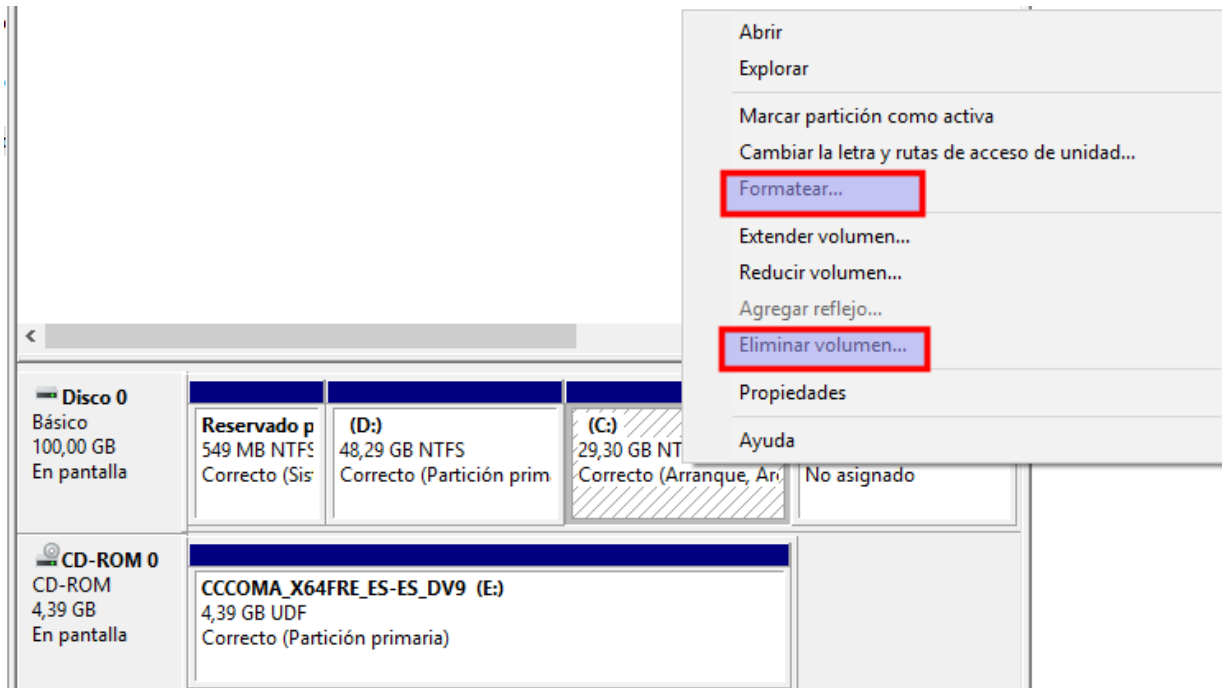 Abrir
Explorar
Marcar partición como activa
Cambiar la letra y rutas de acceso de unidad...
Formatear...
Extender volumen...
Reducir volumen...
Agregar reflejo...
Eliminar volumen...
Propiedades
Ayuda
Disco 0
Básico
100,00 GB
En pantalla
Reservado p
549 MB NTFS
Correcto (Sis
(D:)
48,29 GB NTFS
Correcto (Partición prim
(C:)
29,30 GB NT
Correcto (Arranque, Ar
No asignado
CD-ROM 0
CD-ROM
4,39 GB
En pantalla
CCCOMA_X64FRE_ES-ES_DV9 (E:)
4,39 GB UDF
Correcto (Partición primaria)